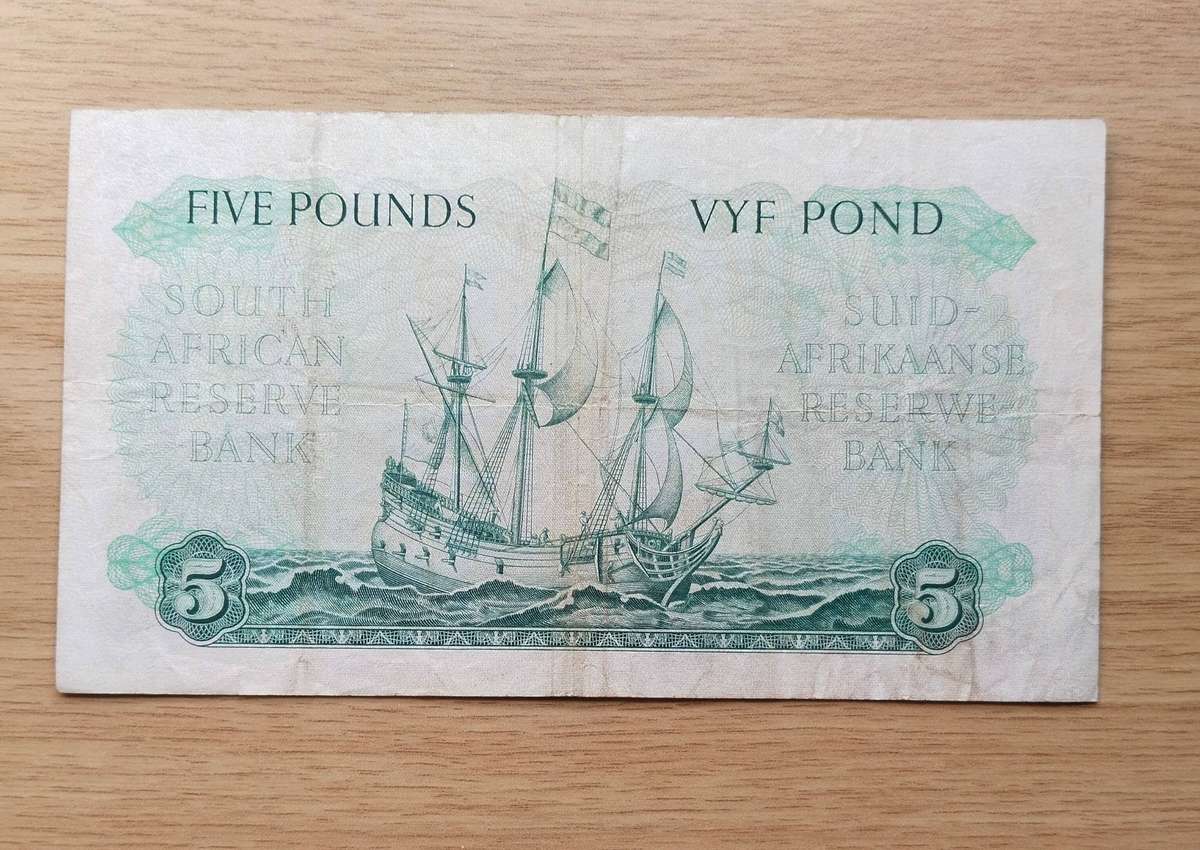 FIVE POUNDS
VYF POND
SOUTH
AFRICAN
RESERVE
BANK
SUID-
AFRIKAANSE
RESERWE-
BANK
5
5